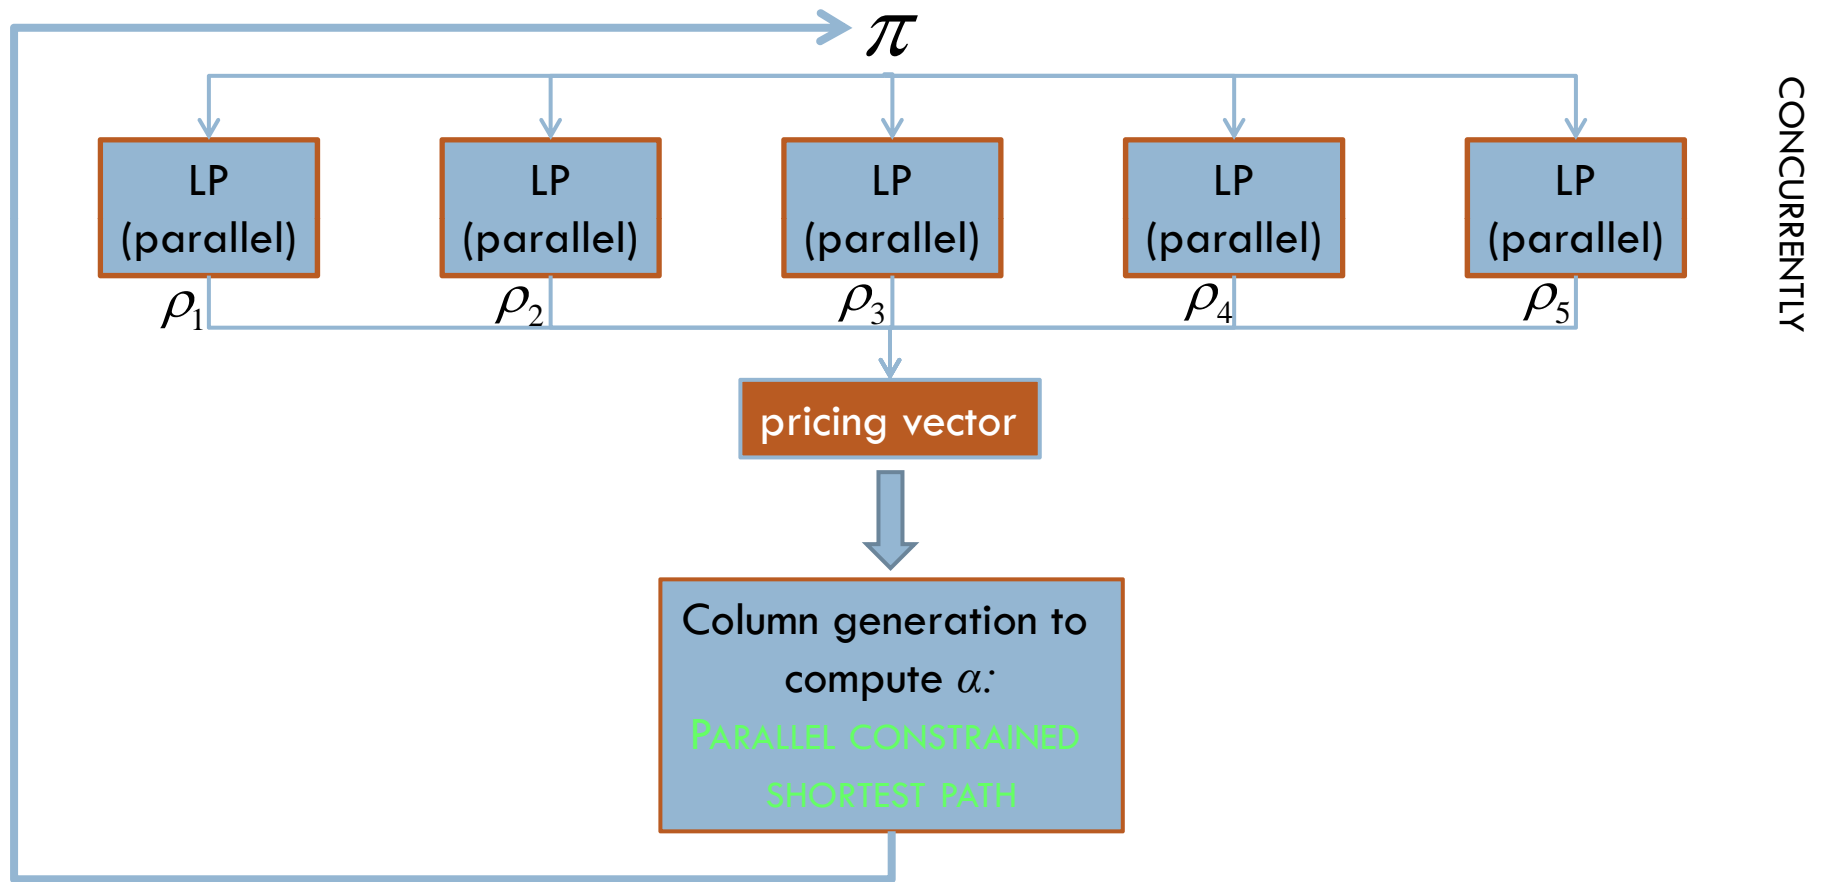 π
CONCURRENTLY
LP
(parallel)
LP
(parallel)
LP
(parallel)
LP
(parallel)
LP
(parallel)
ρ₁
ρ₂
ρ₃
ρ₄
ρ₅
pricing vector
Column generation to
compute α:
PARALLEL CONSTRAINED
SHORTEST PATH